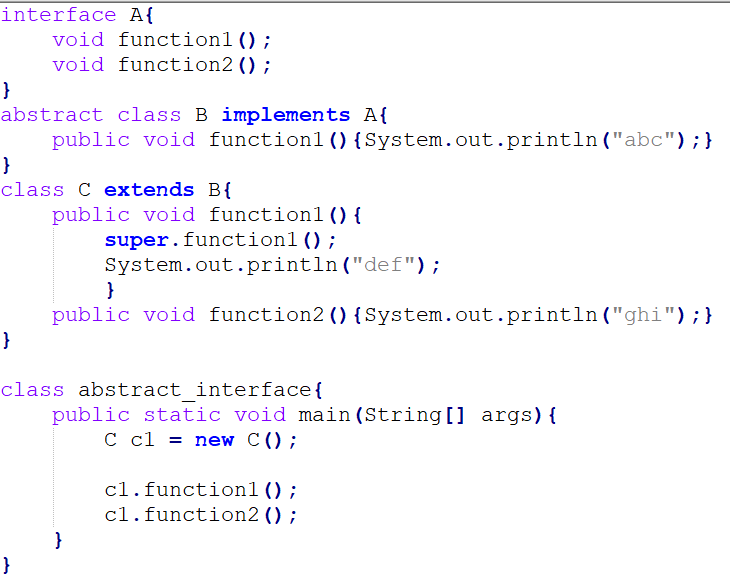 interface A{
    void function1();
    void function2();
}
abstract class B implements A{
    public void function1(){System.out.println("abc");}
}
class C extends B{
    public void function1(){
        super.function1();
        System.out.println("def");
        }
    public void function2(){System.out.println("ghi");}
}

class abstract_interface{
    public static void main(String[] args){
        C c1 = new C();

        c1.function1();
        c1.function2();
    }
}